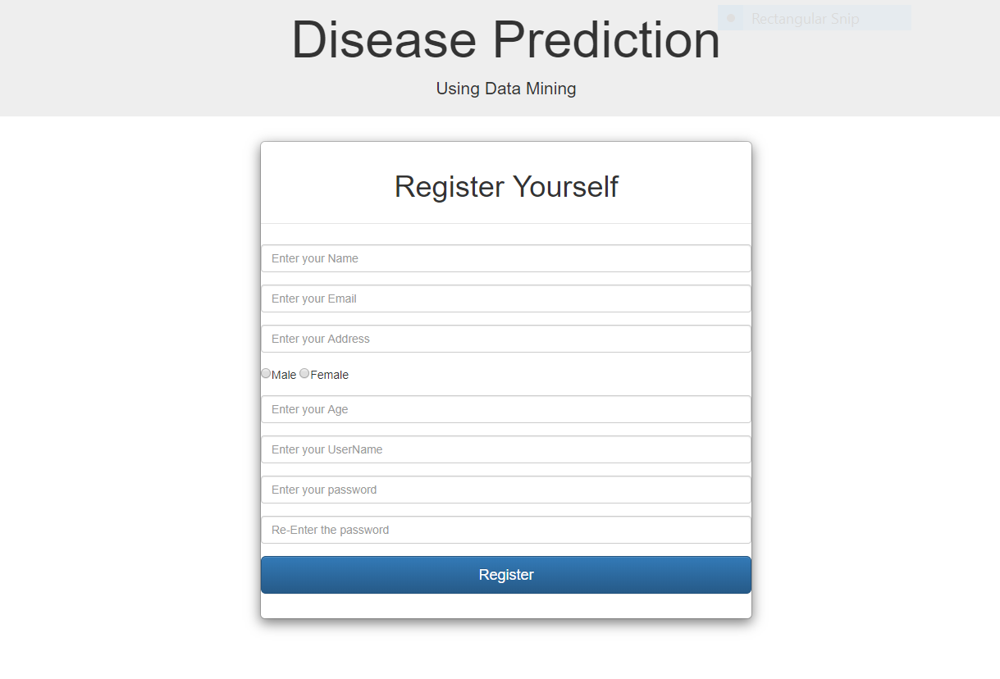 Rectangular Snip
Disease Prediction
Using Data Mining
Register Yourself
Enter your Name
Enter your Email
Enter your Address
Male Female
Enter your Age
Enter your UserName
Enter your password
Re-Enter the password
Register